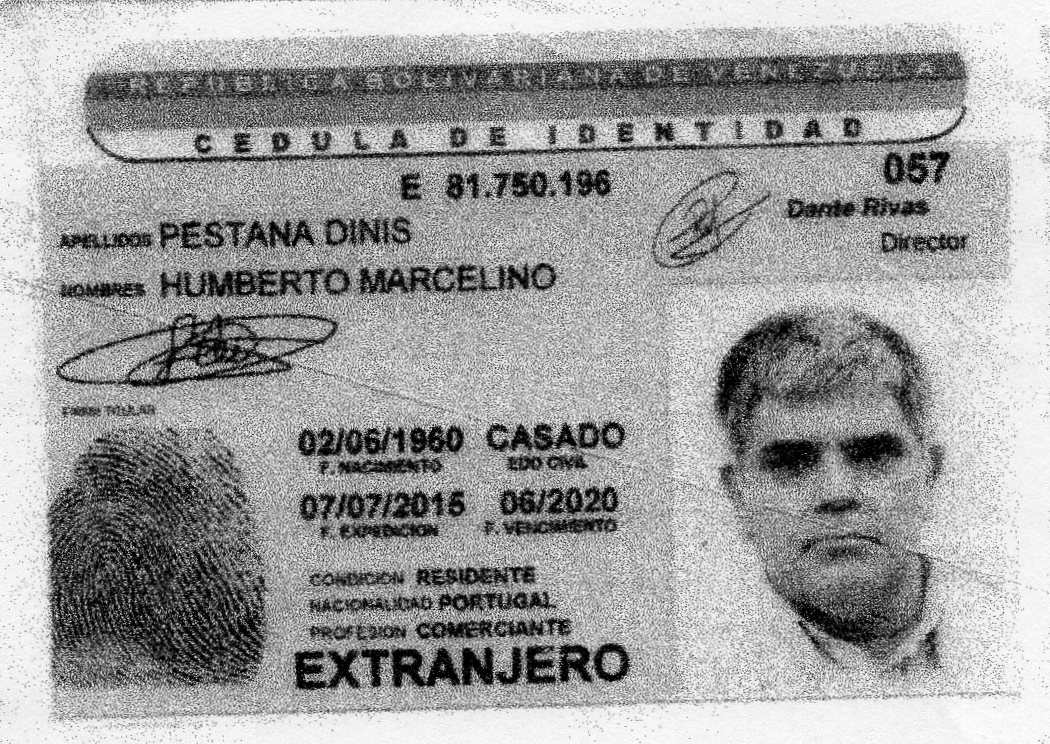 REPUBLICA BOLIVARIANA DE VENEZUELA
CEDULA DE IDENTIDAD
E 81.750.196
057
Dante Rivas
Director
APELLIDOS PESTANA DINIS
NOMBRES HUMBERTO MARCELINO
FIRMA TITULAR
02/06/1960 CASADO
F. NACIMIENTO EDO CIVIL
07/07/2015 06/2020
F. EXPEDICION F. VENCIMIENTO
CONDICION RESIDENTE
NACIONALIDAD PORTUGAL
PROFESION COMERCIANTE
EXTRANJERO